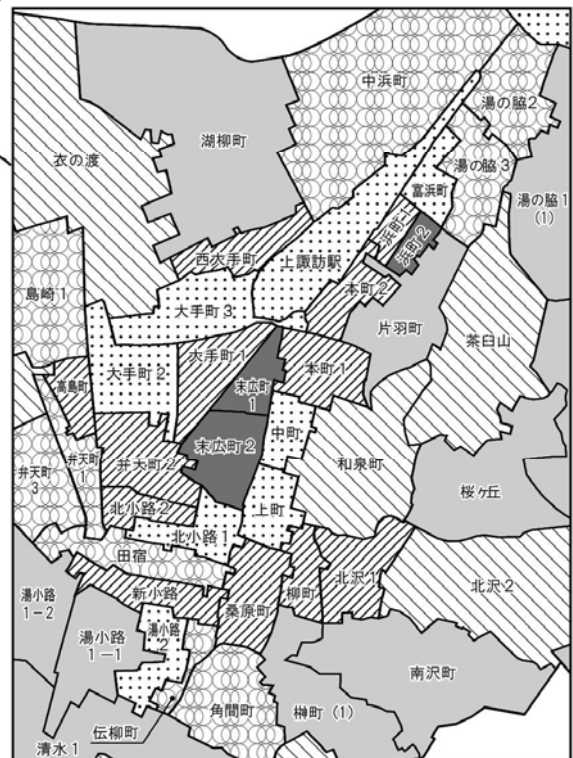 中浜町
湯の脇2
湖柳町
衣の渡
湯の脇3
富浜町
湯の脇1
(1)
浜町1
浜町2
西大手町
上諏訪駅
本町2
島崎1
大手町3
片羽町
茶臼山
大手町1
大手町2
高島町
末広町
1
本町1
末広町2
中町
和泉町
弁天町2
弁天町
1
弁天町
3
桜ヶ丘
北小路2
上町
北小路1
田宿
北沢1
北沢2
新小路
柳町
桑原町
湯小路
1-2
湯小路
2
湯小路
1-1
南沢町
角間町
榊町(1)
伝柳町
清水1